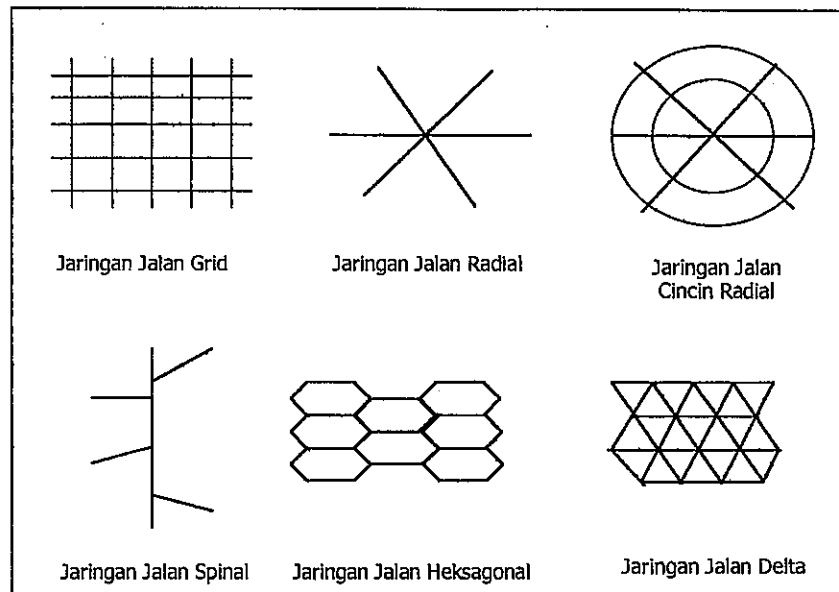 Jaringan Jalan Grid
Jaringan Jalan Radial
Jaringan Jalan
Cincin Radial
Jaringan Jalan Spinal
Jaringan Jalan Heksagonal
Jaringan Jalan Delta